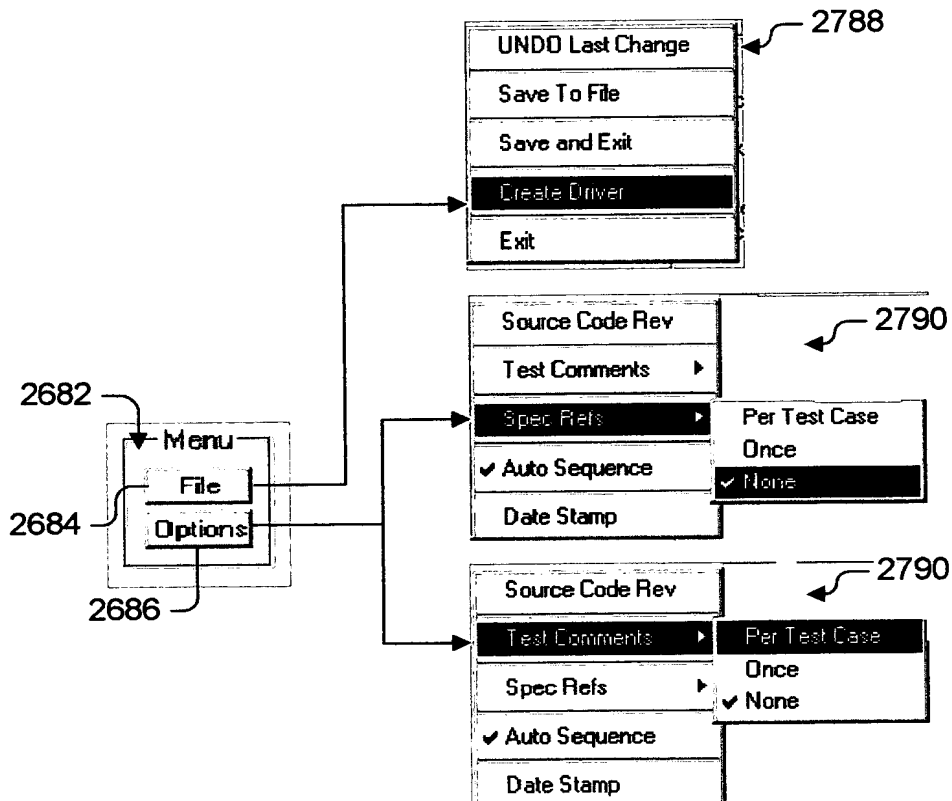 2788
UNDO Last Change
Save To File
Save and Exit
Create Driver
Exit
2790
Source Code Rev
Test Comments
Spec Refs
Per Test Case
Once
✔ None
✔ Auto Sequence
Date Stamp
2682
Menu
File
Options
2684
2686
2790
Source Code Rev
Test Comments
Per Test Case
Once
✔ None
Spec Refs
✔ Auto Sequence
Date Stamp